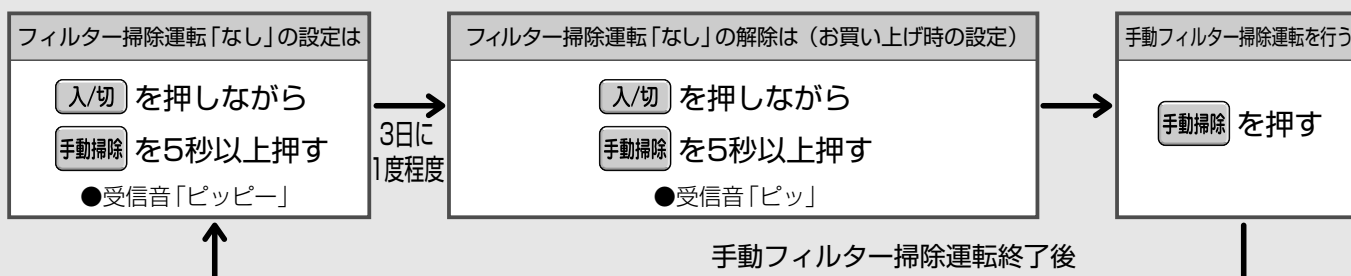 フィルター掃除運転「なし」の設定は
入/切 を押しながら
手動掃除 を5秒以上押す
●受信音「ピッピー」
3日に
1度程度
フィルター掃除運転「なし」の解除は（お買い上げ時の設定）
入/切 を押しながら
手動掃除 を5秒以上押す
●受信音「ピッ」
手動フィルター掃除運転を行う
手動掃除 を押す
手動フィルター掃除運転終了後